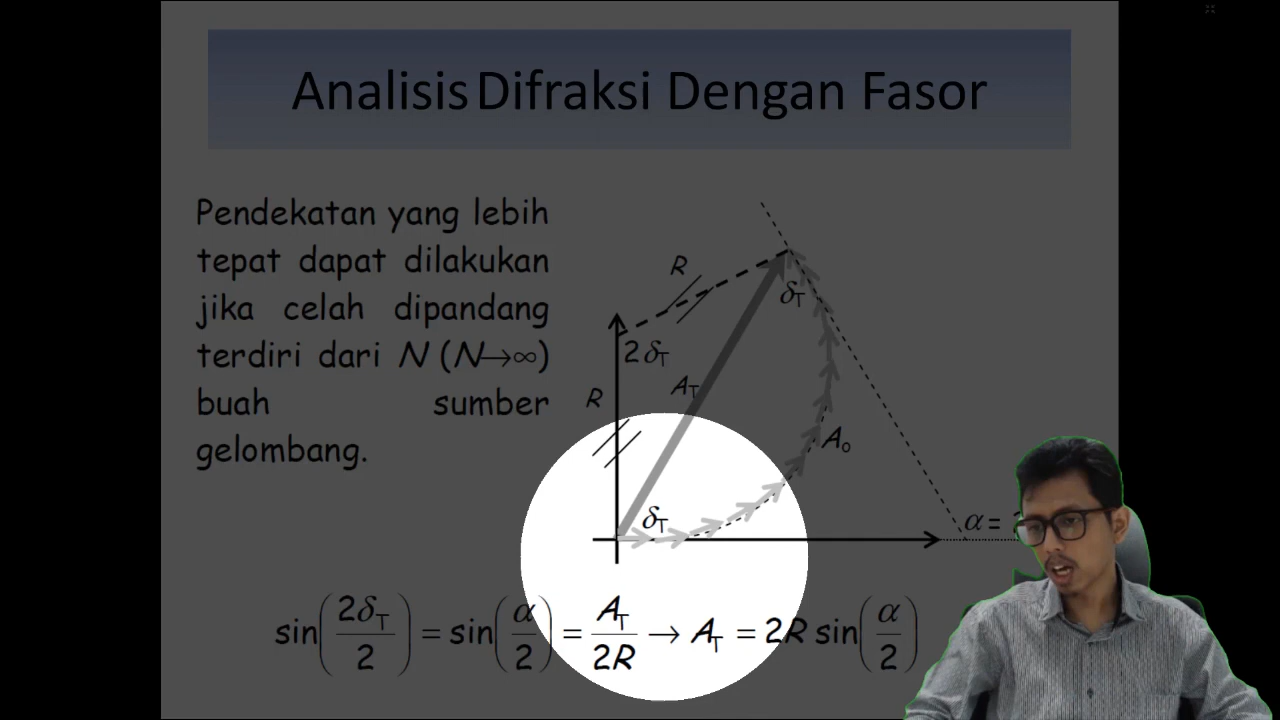 Analisis Difraksi Dengan Fasor
Pendekatan yang lebih
tepat dapat dilakukan
jika celah dipandang
terdiri dari N (N→∞)
buah sumber
gelombang.
R
δT
2δT
AT
R
A0
δT
α =
sin(2δT/2) = sin(α/2) = AT/2R → AT = 2R sin(α/2)